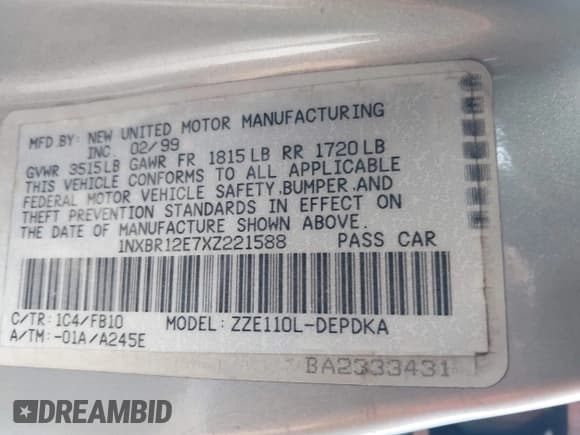 MFD BY: NEW UNITED MOTOR MANUFACTURING
INC. 02/99
GVWR 3515LB GAWR FR 1815LB RR 1720LB
THIS VEHICLE CONFORMS TO ALL APPLICABLE
FEDERAL MOTOR VEHICLE SAFETY,BUMPER,AND
THEFT PREVENTION STANDARDS IN EFFECT ON
THE DATE OF MANUFACTURE SHOWN ABOVE.
1NXBR12E7XZ221588 PASS CAR
C/TR: 1C4/FB10 MODEL: ZZE110L-DEPDKA
A/TM: -01A/A245E
BA2333431
DREAMBID